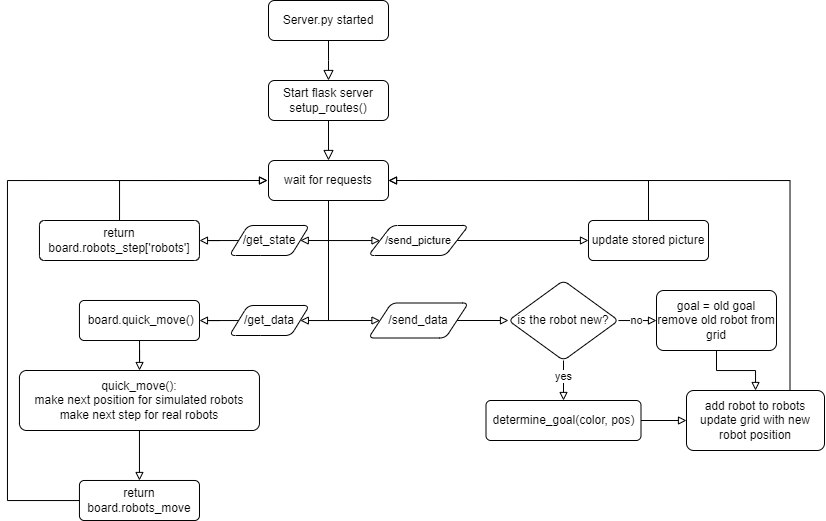 Server.py started
Start flask server
setup_routes()
wait for requests
return
board.robots_step['robots']
/get_state
/send_picture
update stored picture
board.quick_move()
/get_data
/send_data
is the robot new?
no
goal = old goal
remove old robot from
grid
yes
quick_move():
make next position for simulated robots
make next step for real robots
determine_goal(color, pos)
add robot to robots
update grid with new
robot position
return
board.robots_move